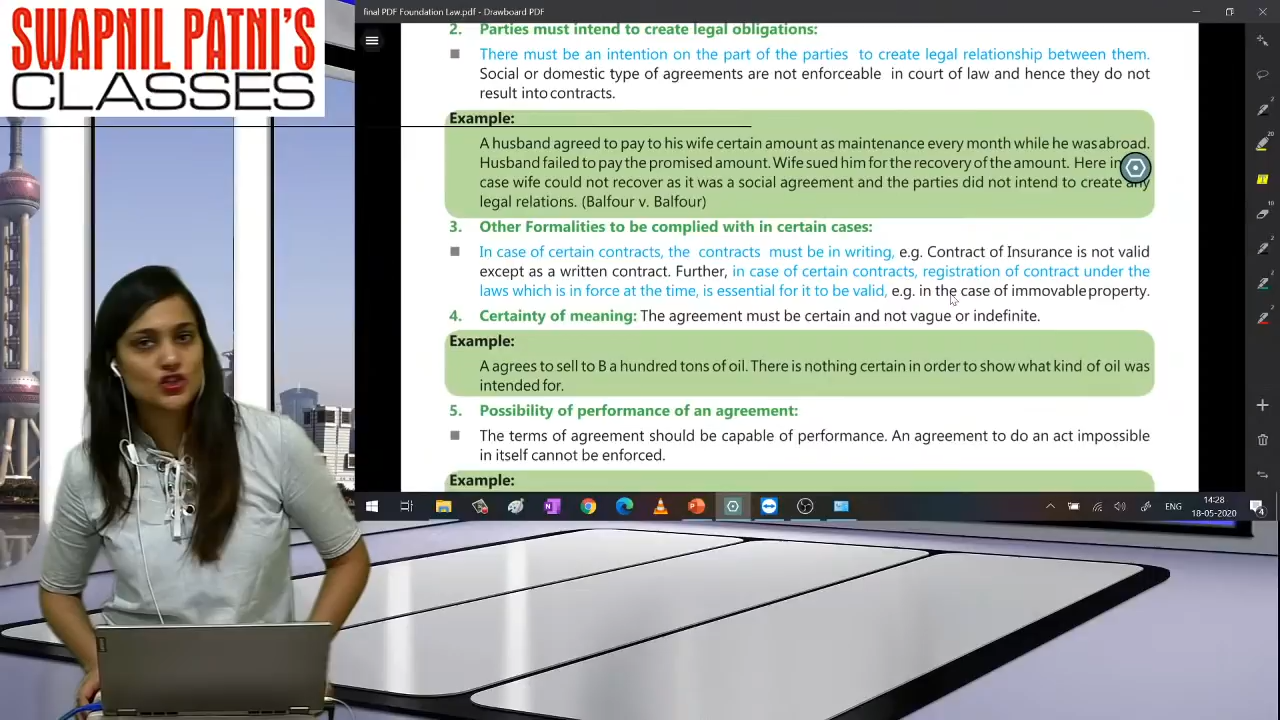 SWAPNIL PATNI'S
CLASSES
final PDF Foundation Law.pdf - Drawboard PDF
2. Parties must intend to create legal obligations:
There must be an intention on the part of the parties to create legal relationship between them.
Social or domestic type of agreements are not enforceable in court of law and hence they do not
result into contracts.
Example:
A husband agreed to pay to his wife certain amount as maintenance every month while he was abroad.
Husband failed to pay the promised amount. Wife sued him for the recovery of the amount. Here in
case wife could not recover as it was a social agreement and the parties did not intend to create any
legal relations. (Balfour v. Balfour)
3. Other Formalities to be complied with in certain cases:
In case of certain contracts, the contracts must be in writing, e.g. Contract of Insurance is not valid
except as a written contract. Further, in case of certain contracts, registration of contract under the
laws which is in force at the time, is essential for it to be valid, e.g. in the case of immovable property.
4. Certainty of meaning: The agreement must be certain and not vague or indefinite.
Example:
A agrees to sell to B a hundred tons of oil. There is nothing certain in order to show what kind of oil was
intended for.
5. Possibility of performance of an agreement:
The terms of agreement should be capable of performance. An agreement to do an act impossible
in itself cannot be enforced.
Example:
ENG
14:28
18-05-2020